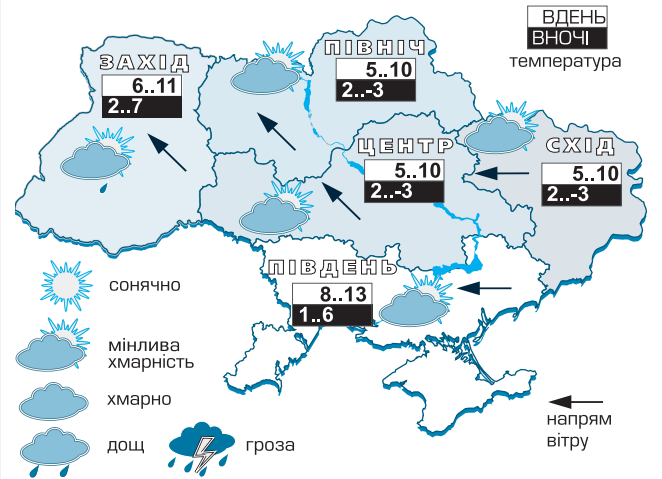 ВДЕНЬ
ВНОЧІ
температура
ПІВНІЧ
5..10
2..-3
ЗАХІД
6..11
2..7
ЦЕНТР
5..10
2..-3
СХІД
5..10
2..-3
ПІВДЕНЬ
8..13
1..6
сонячно
мінлива
хмарність
хмарно
дощ
гроза
напрям
вітру